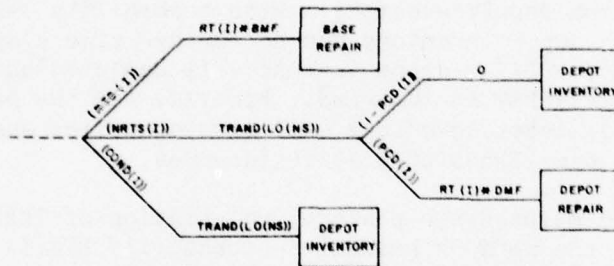 RT(I)*BMF
BASE
REPAIR
(RTS(I))
(NRTS(I))
TRAND(LO(NS))
(COND(I))
TRAND(LO(NS))
DEPOT
INVENTORY
(1-PCD(I))
O
DEPOT
INVENTORY
(PCD(I))
RT(I)*DMF
DEPOT
REPAIR